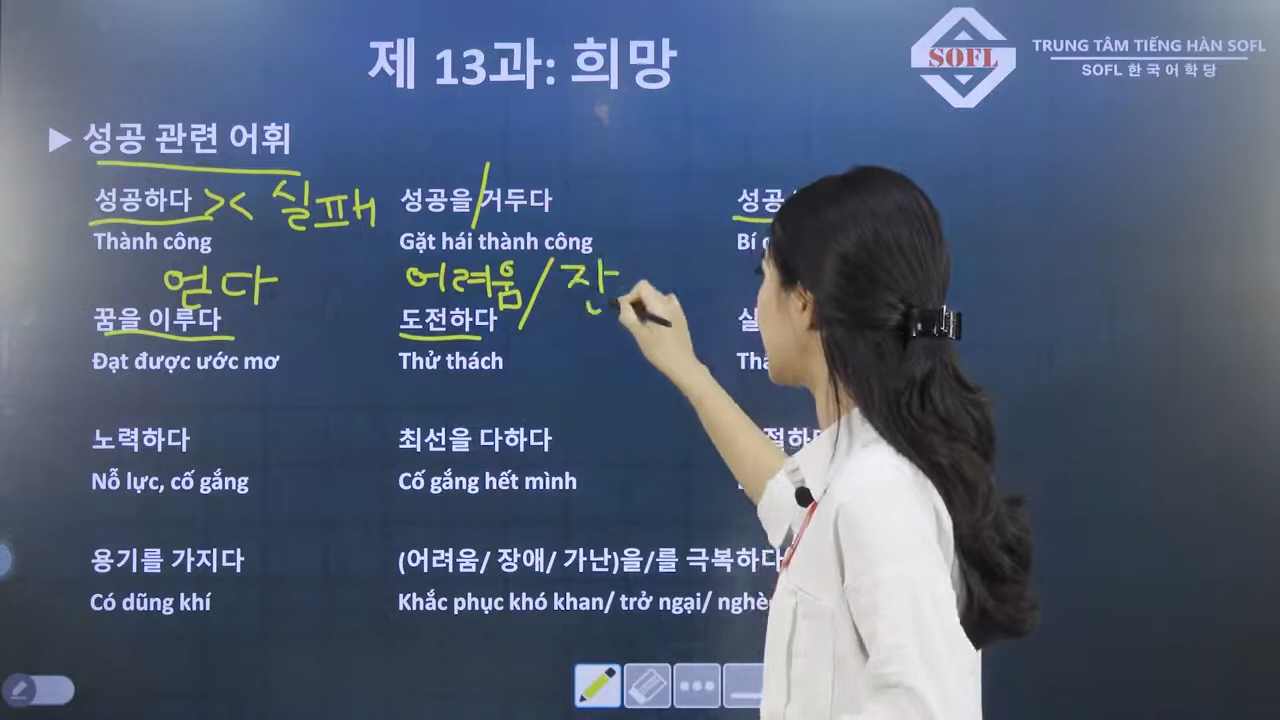 제 13과: 희망
SOFL
TRUNG TÂM TIẾNG HÀN SOFL
SOFL 한국어학당
▶ 성공 관련 어휘
성공하다 >< 실패
성공을/거두다
성공
Thành công
Gặt hái thành công
얻다
어려움/
꿈을 이루다
도전하다
Đạt được ước mơ
Thử thách
노력하다
최선을 다하다
Nỗ lực, cố gắng
Cố gắng hết mình
용기를 가지다
(어려움/ 장애/ 가난)을/를 극복하다
Có dũng khí
Khắc phục khó khan/ trở ngại/